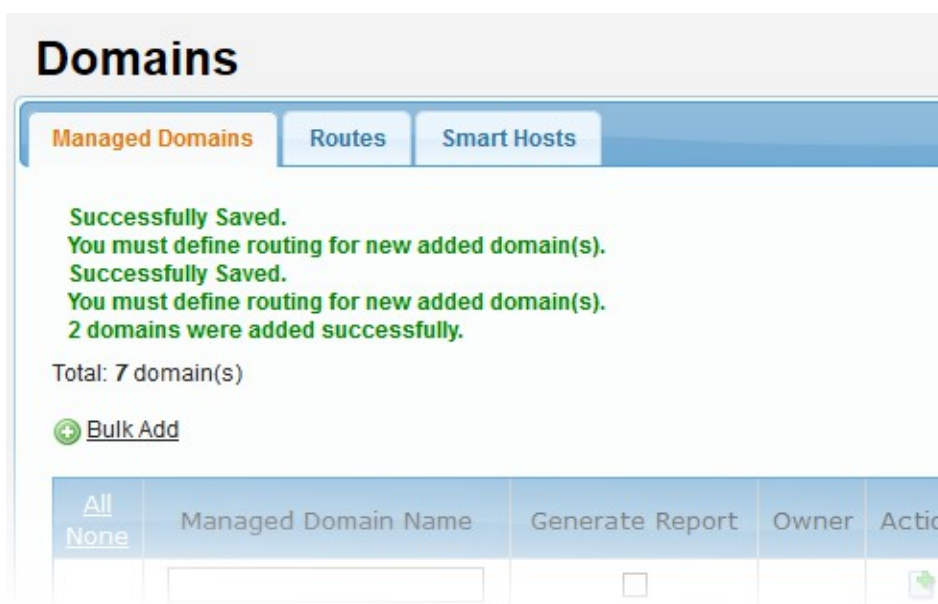 Domains
Managed Domains Routes Smart Hosts
Successfully Saved.
You must define routing for new added domain(s).
Successfully Saved.
You must define routing for new added domain(s).
2 domains were added successfully.
Total: 7 domain(s)
Bulk Add
All
None
Managed Domain Name Generate Report Owner